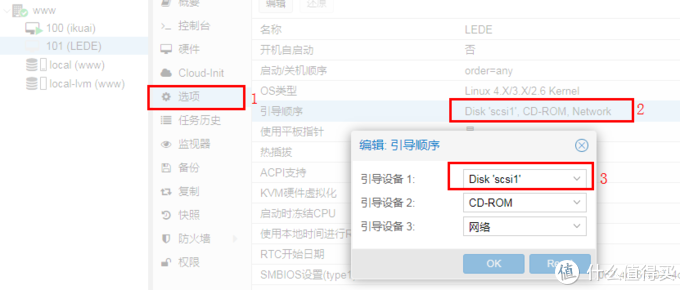 www
100 (ikuai)
101 (LEDE)
local (www)
local-lvm (www)
概要
控制台
硬件
Cloud-Init
选项
任务历史
监视器
备份
复制
快照
防火墙
权限
1
编辑
还原
名称 LEDE
开机自启动 否
启动/关机顺序 order=any
OS类型 Linux 4.X/3.X/2.6 Kernel
引导顺序 Disk 'scsi1', CD-ROM, Network
2
使用平板指针 是
热插拔
ACPI支持
KVM硬件虚拟化
启动时冻结CPU
使用本地时间进行R
RTC开始日期
SMBIOS设置(type1
编辑: 引导顺序
引导设备 1: Disk 'scsi1'
3
引导设备 2: CD-ROM
引导设备 3: 网络
OK
值 什么值得买